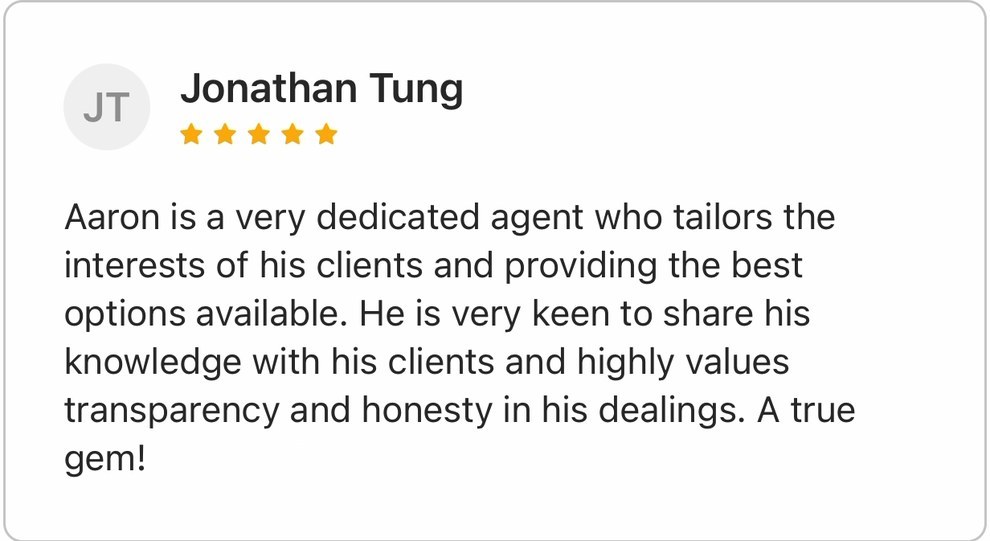 JT
Jonathan Tung
Aaron is a very dedicated agent who tailors the
interests of his clients and providing the best
options available. He is very keen to share his
knowledge with his clients and highly values
transparency and honesty in his dealings. A true
gem!